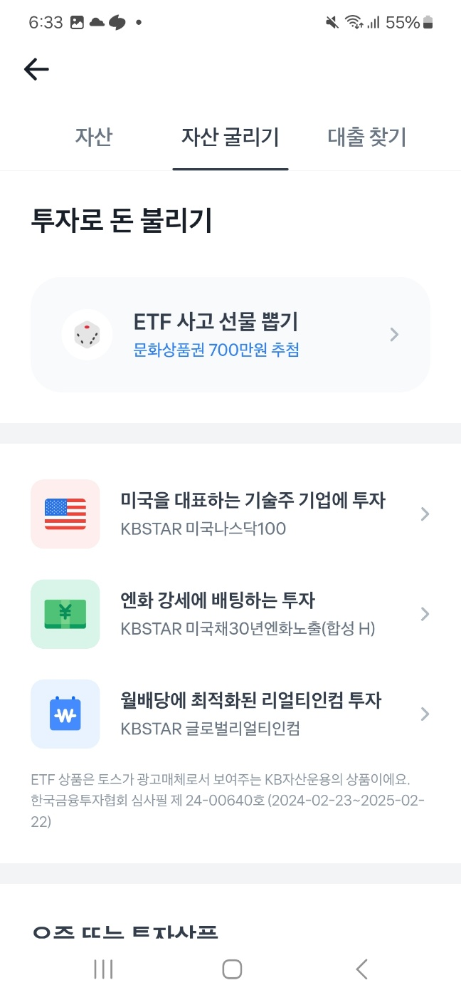 6:33 55%
자산 자산 굴리기 대출 찾기
투자로 돈 불리기
ETF 사고 선물 뽑기
문화상품권 700만원 추첨
미국을 대표하는 기술주 기업에 투자
KBSTAR 미국나스닥100
엔화 강세에 배팅하는 투자
KBSTAR 미국채30년엔화노출(합성 H)
월배당에 최적화된 리얼티인컴 투자
KBSTAR 글로벌리얼티인컴
ETF 상품은 토스가 광고매체로서 보여주는 KB자산운용의 상품이에요.
한국금융투자협회 심사필 제 24-00640호 (2024-02-23~2025-02-
22)